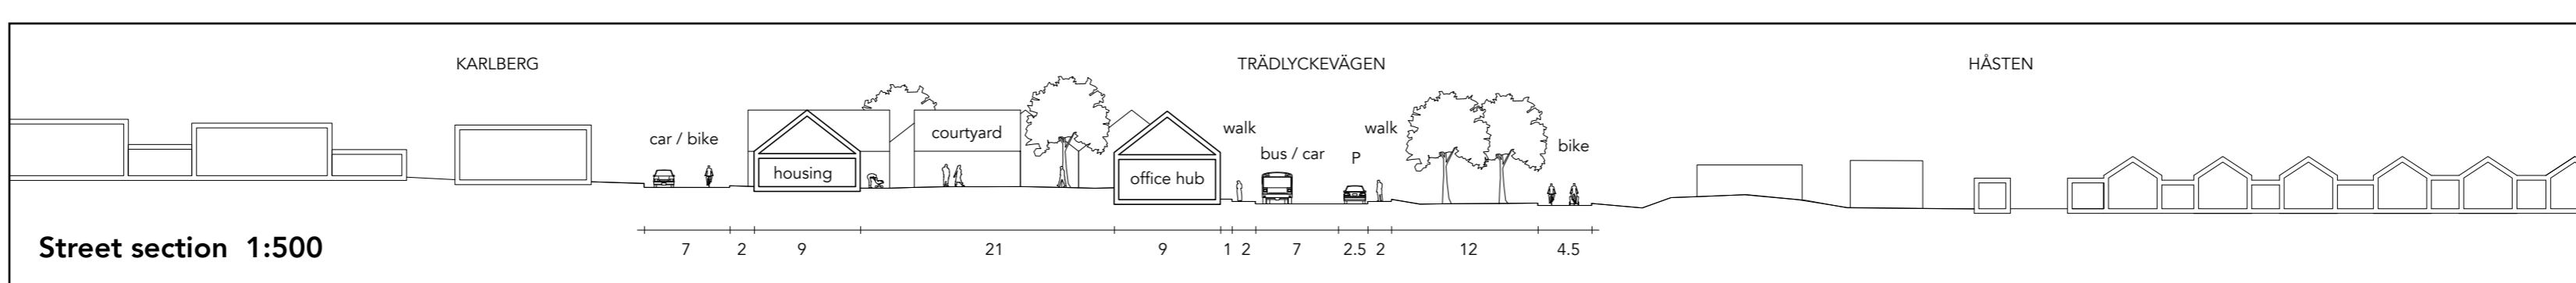 KARLBERG
TRÄDLYCKEVÄGEN
HÅSTEN
car / bike
housing
courtyard
office hub
walk
bus / car
P
walk
bike
7 2 9 21 9 1 2 7 2.5 2 12 4.5
Street section 1:500